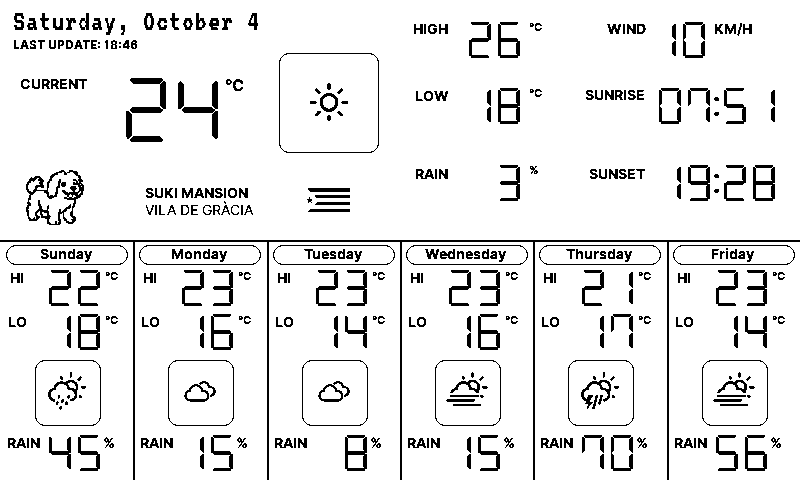 Saturday, October 4
LAST UPDATE: 18:46
CURRENT 24 °C
HIGH 26 °C
WIND 10 KM/H
LOW 18 °C
SUNRISE 07:51
RAIN 3 %
SUNSET 19:28
SUKI MANSION
VILA DE GRÀCIA
Sunday
HI 22 °C
LO 18 °C
RAIN 45 %
Monday
HI 23 °C
LO 16 °C
RAIN 15 %
Tuesday
HI 23 °C
LO 14 °C
RAIN 8 %
Wednesday
HI 23 °C
LO 16 °C
RAIN 15 %
Thursday
HI 21 °C
LO 17 °C
RAIN 70 %
Friday
HI 23 °C
LO 14 °C
RAIN 56 %